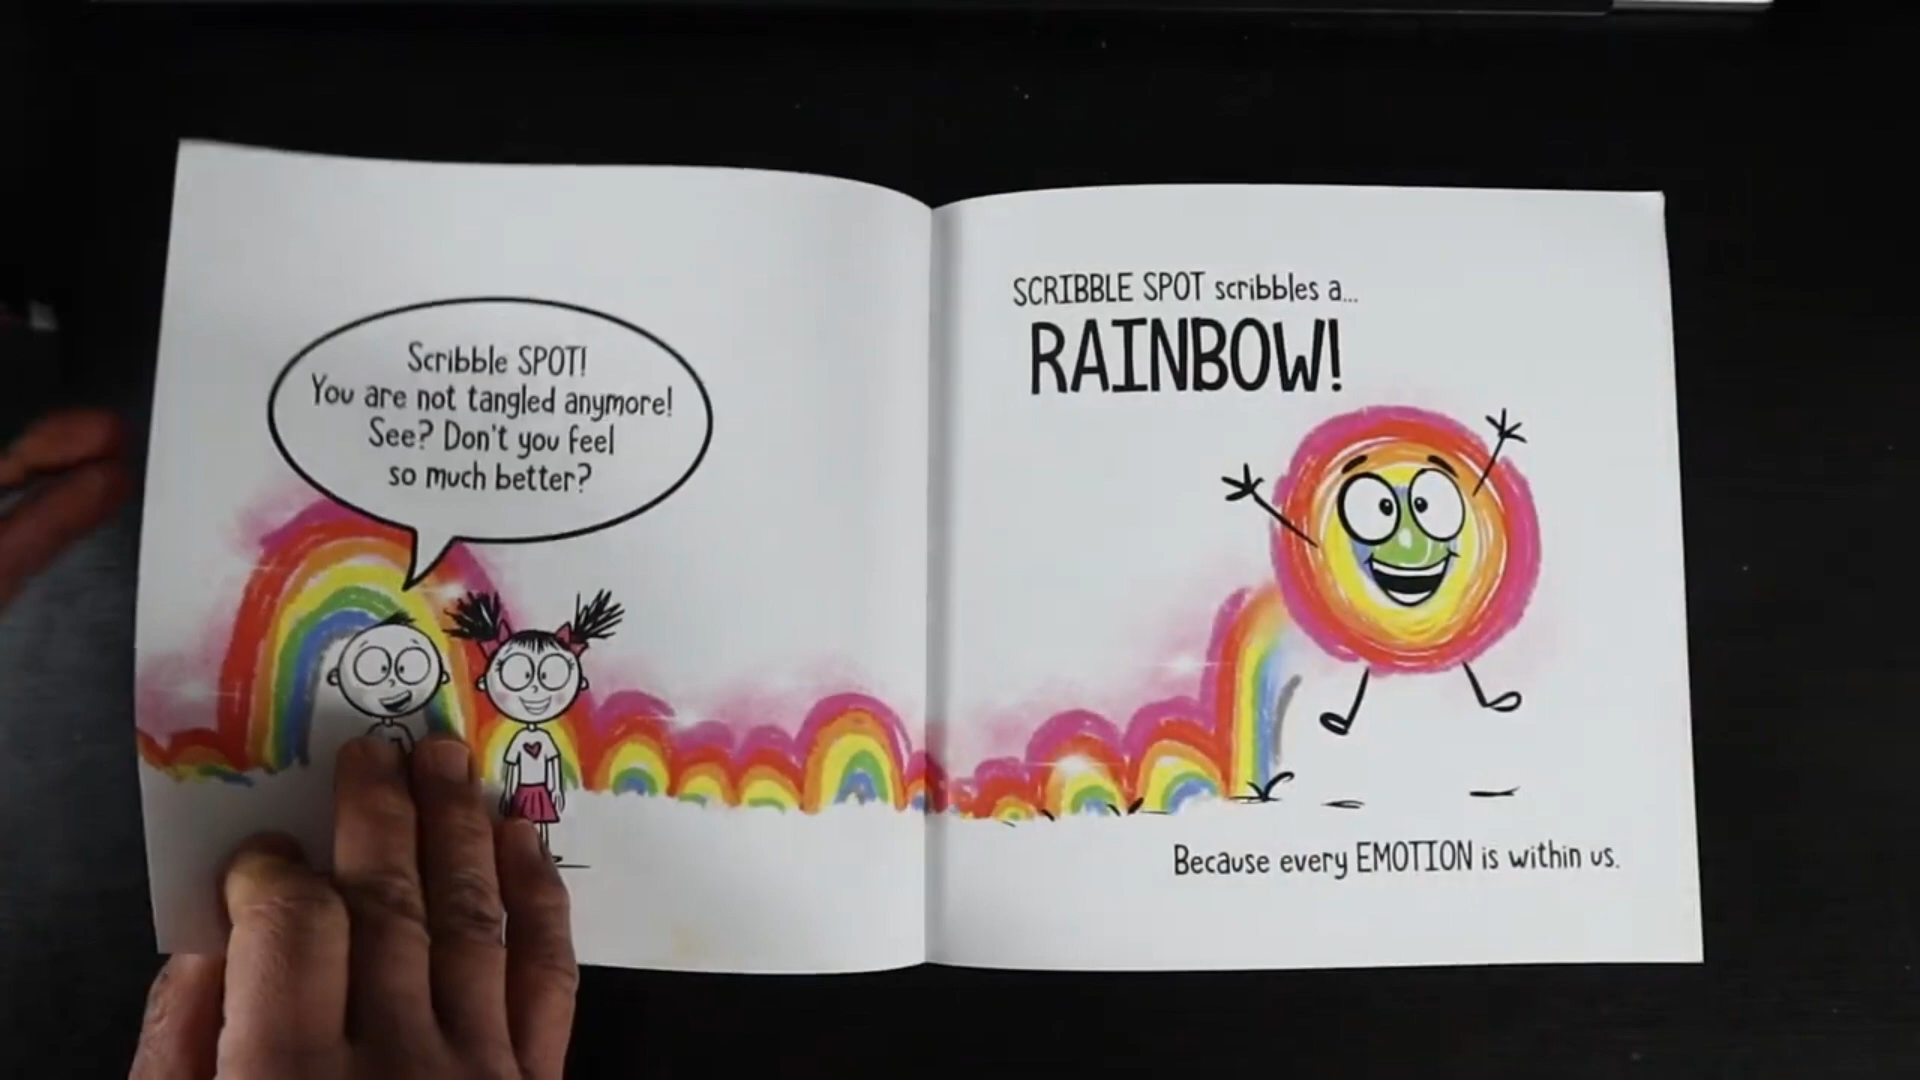 Scribble SPOT!
You are not tangled anymore!
See? Don't you feel
so much better?
SCRIBBLE SPOT scribbles a...
RAINBOW!
Because every EMOTION is within us.